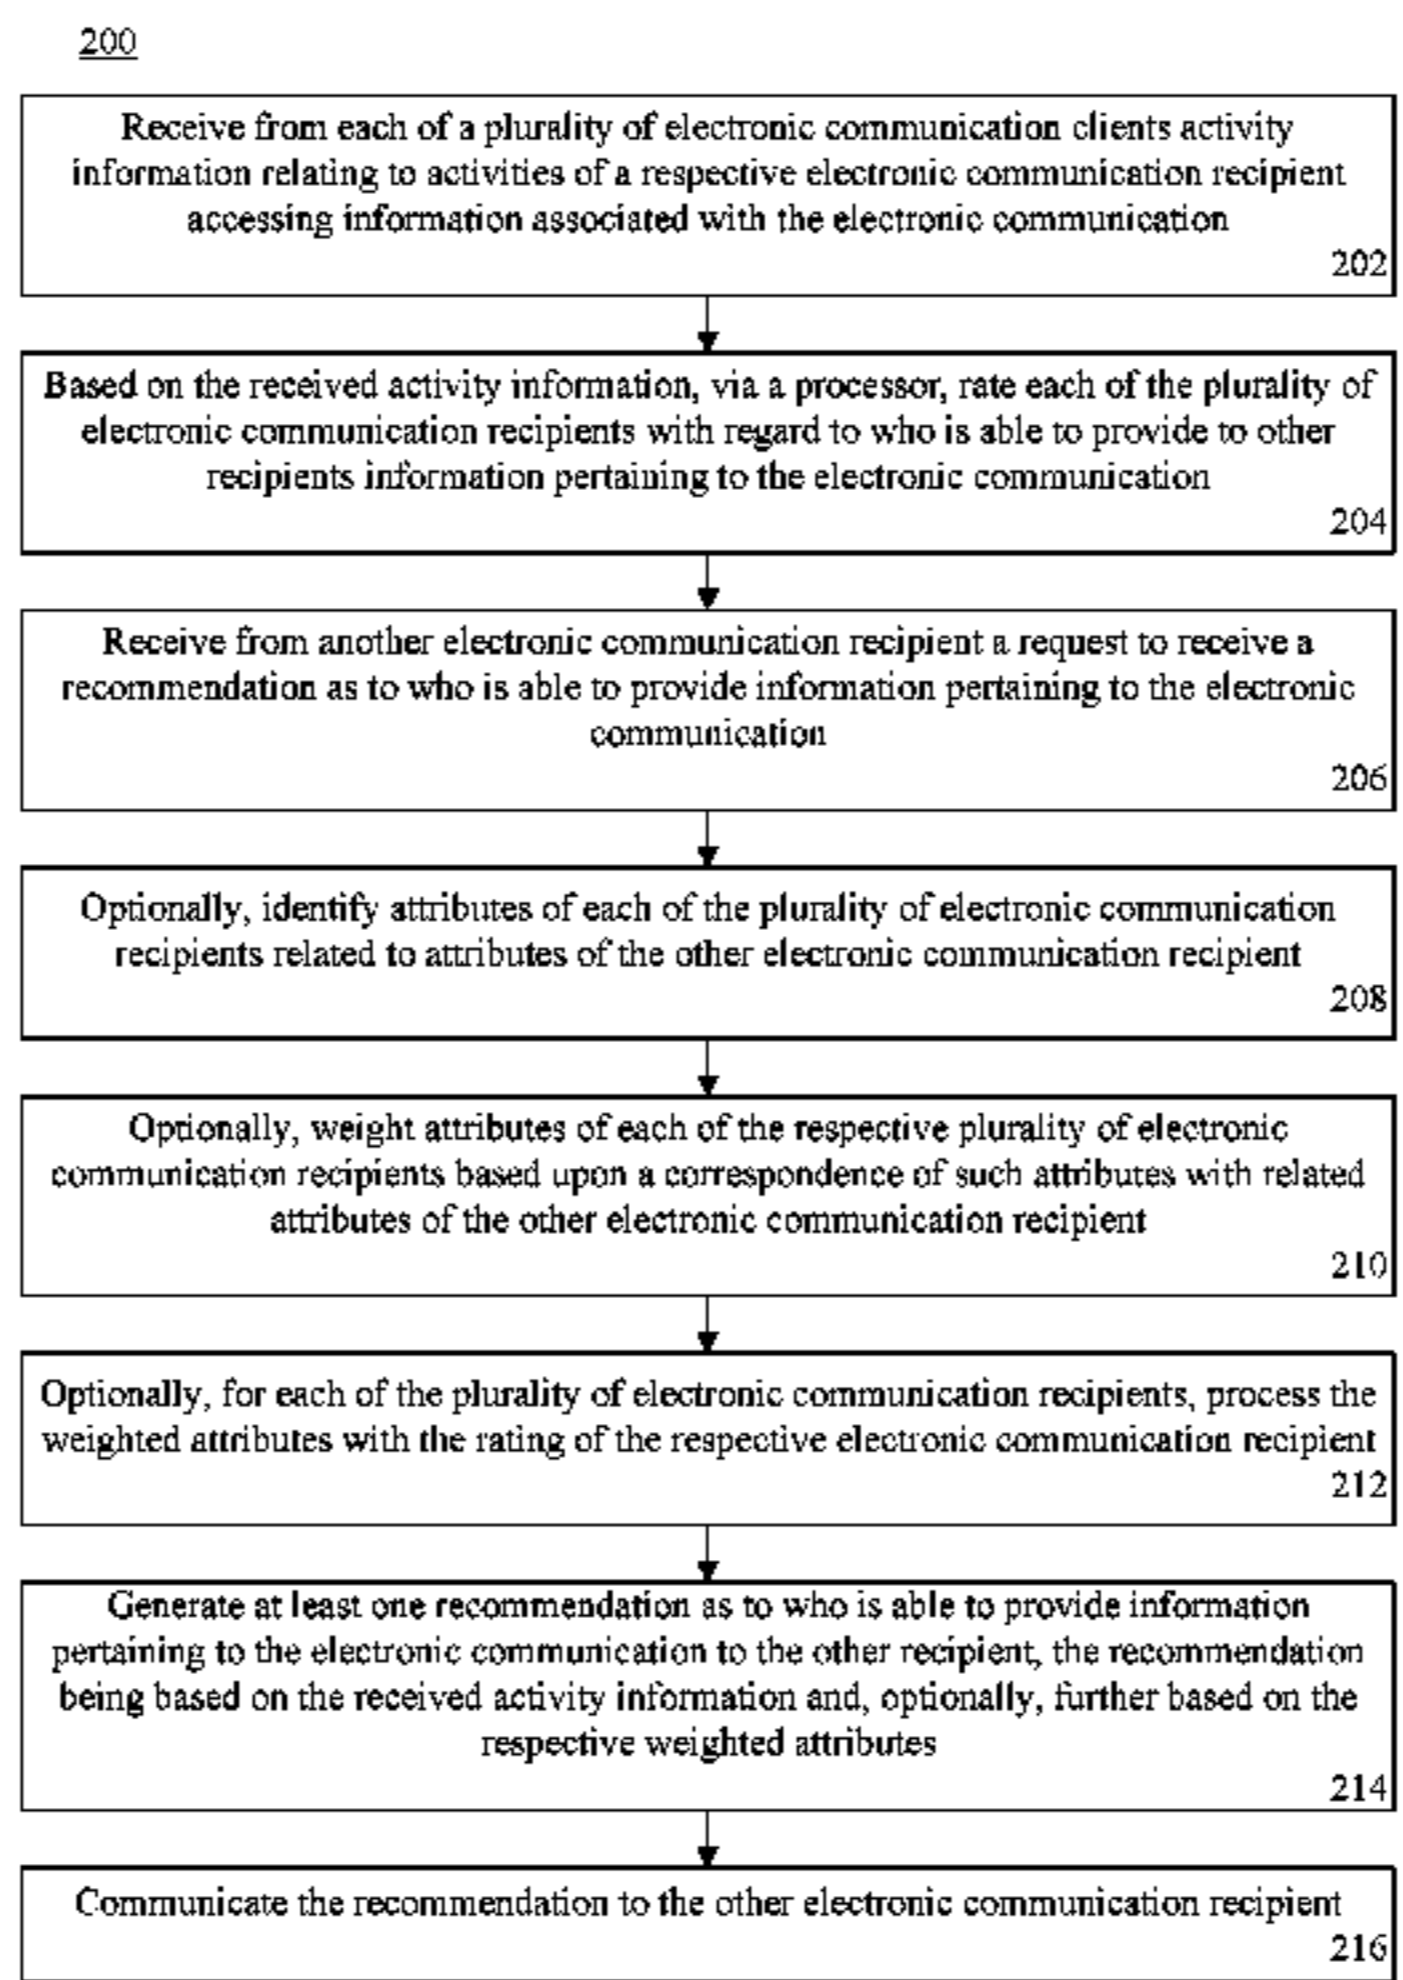 200
Receive from each of a plurality of electronic communication clients activity
information relating to activities of a respective electronic communication recipient
accessing information associated with the electronic communication
202
Based on the received activity information, via a processor, rate each of the plurality of
electronic communication recipients with regard to who is able to provide to other
recipients information pertaining to the electronic communication
204
Receive from another electronic communication recipient a request to receive a
recommendation as to who is able to provide information pertaining to the electronic
communication
206
Optionally, identify attributes of each of the plurality of electronic communication
recipients related to attributes of the other electronic communication recipient
208
Optionally, weight attributes of each of the respective plurality of electronic
communication recipients based upon a correspondence of such attributes with related
attributes of the other electronic communication recipient
210
Optionally, for each of the plurality of electronic communication recipients, process the
weighted attributes with the rating of the respective electronic communication recipient
212
Generate at least one recommendation as to who is able to provide information
pertaining to the electronic communication to the other recipient, the recommendation
being based on the received activity information and, optionally, further based on the
respective weighted attributes
214
Communicate the recommendation to the other electronic communication recipient
216